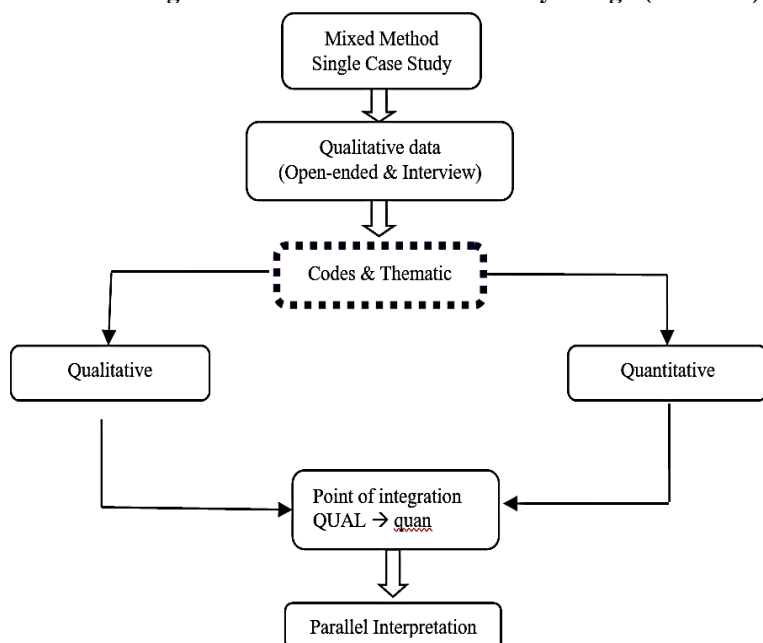 Mixed Method
Single Case Study
Qualitative data
(Open-ended & Interview)
Codes & Thematic
Qualitative
Quantitative
Point of integration
QUAL → quan
Parallel Interpretation